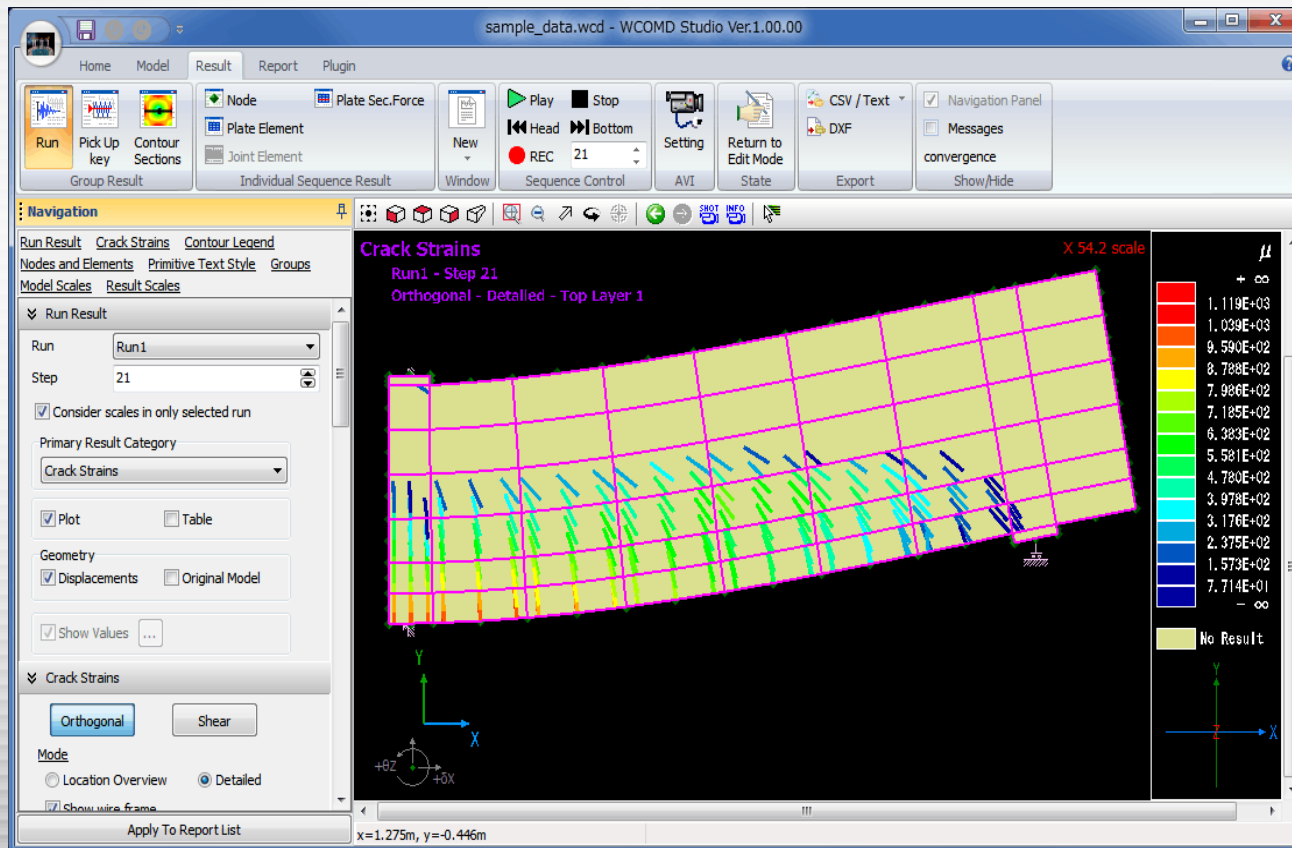 sample_data.wcd - WCOMD Studio Ver.1.00.00
Home Model Result Report Plugin
Run
Pick Up key
Contour Sections
Group Result
Node
Plate Sec.Force
Plate Element
Joint Element
Individual Sequence Result
New
Window
Play Stop
Head Bottom
REC 21
Sequence Control
Setting
AVI
Return to Edit Mode
State
CSV / Text
DXF
Export
Navigation Panel
Messages
convergence
Show/Hide
Navigation
Run Result Crack Strains Contour Legend
Nodes and Elements Primitive Text Style Groups
Model Scales Result Scales
Run Result
Run Run1
Step 21
Consider scales in only selected run
Primary Result Category
Crack Strains
Plot Table
Geometry
Displacements Original Model
Show Values ...
Crack Strains
Orthogonal Shear
Mode
Location Overview Detailed
Show wire frame
Apply To Report List
SHOT INFO
Crack Strains
Run1 - Step 21
Orthogonal - Detailed - Top Layer 1
X 54.2 scale
Y
X
+θZ
+δX
μ
+ ∞
1.119E+03
1.039E+03
9.590E+02
8.788E+02
7.986E+02
7.185E+02
6.383E+02
5.581E+02
4.780E+02
3.978E+02
3.176E+02
2.375E+02
1.573E+02
7.714E+01
- ∞
No Result
Y
Z
X
x=1.275m, y=-0.446m